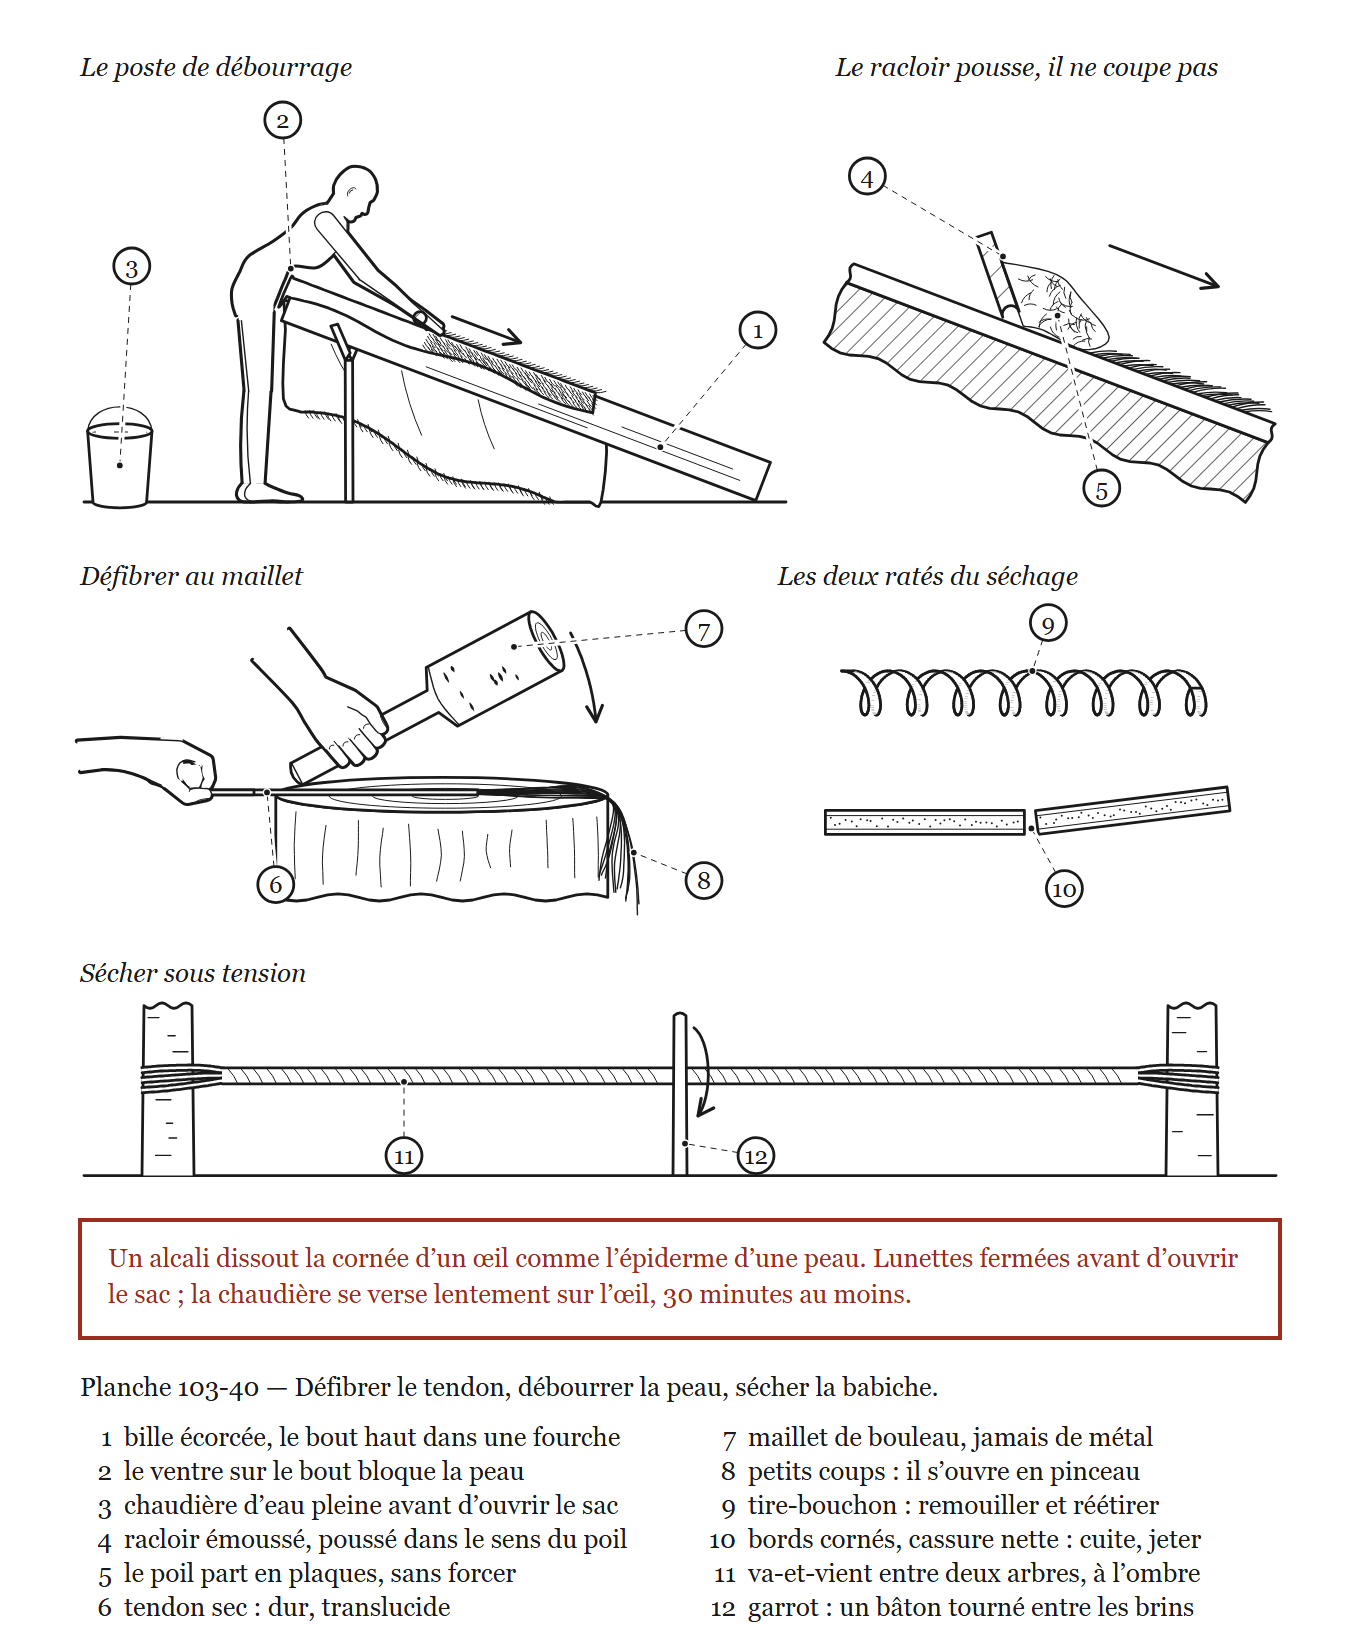 Le poste de débourrage
Le racloir pousse, il ne coupe pas
2
4
3
1
5
Défibrer au maillet
Les deux ratés du séchage
7
9
6
8
10
Sécher sous tension
11
12
Un alcali dissout la cornée d’un œil comme l’épiderme d’une peau. Lunettes fermées avant d’ouvrir
le sac ; la chaudière se verse lentement sur l’œil, 30 minutes au moins.
Planche 103-40 — Défibrer le tendon, débourrer la peau, sécher la babiche.
1 bille écorcée, le bout haut dans une fourche
2 le ventre sur le bout bloque la peau
3 chaudière d’eau pleine avant d’ouvrir le sac
4 racloir émoussé, poussé dans le sens du poil
5 le poil part en plaques, sans forcer
6 tendon sec : dur, translucide
7 maillet de bouleau, jamais de métal
8 petits coups : il s’ouvre en pinceau
9 tire-bouchon : remouiller et réétirer
10 bords cornés, cassure nette : cuite, jeter
11 va-et-vient entre deux arbres, à l’ombre
12 garrot : un bâton tourné entre les brins